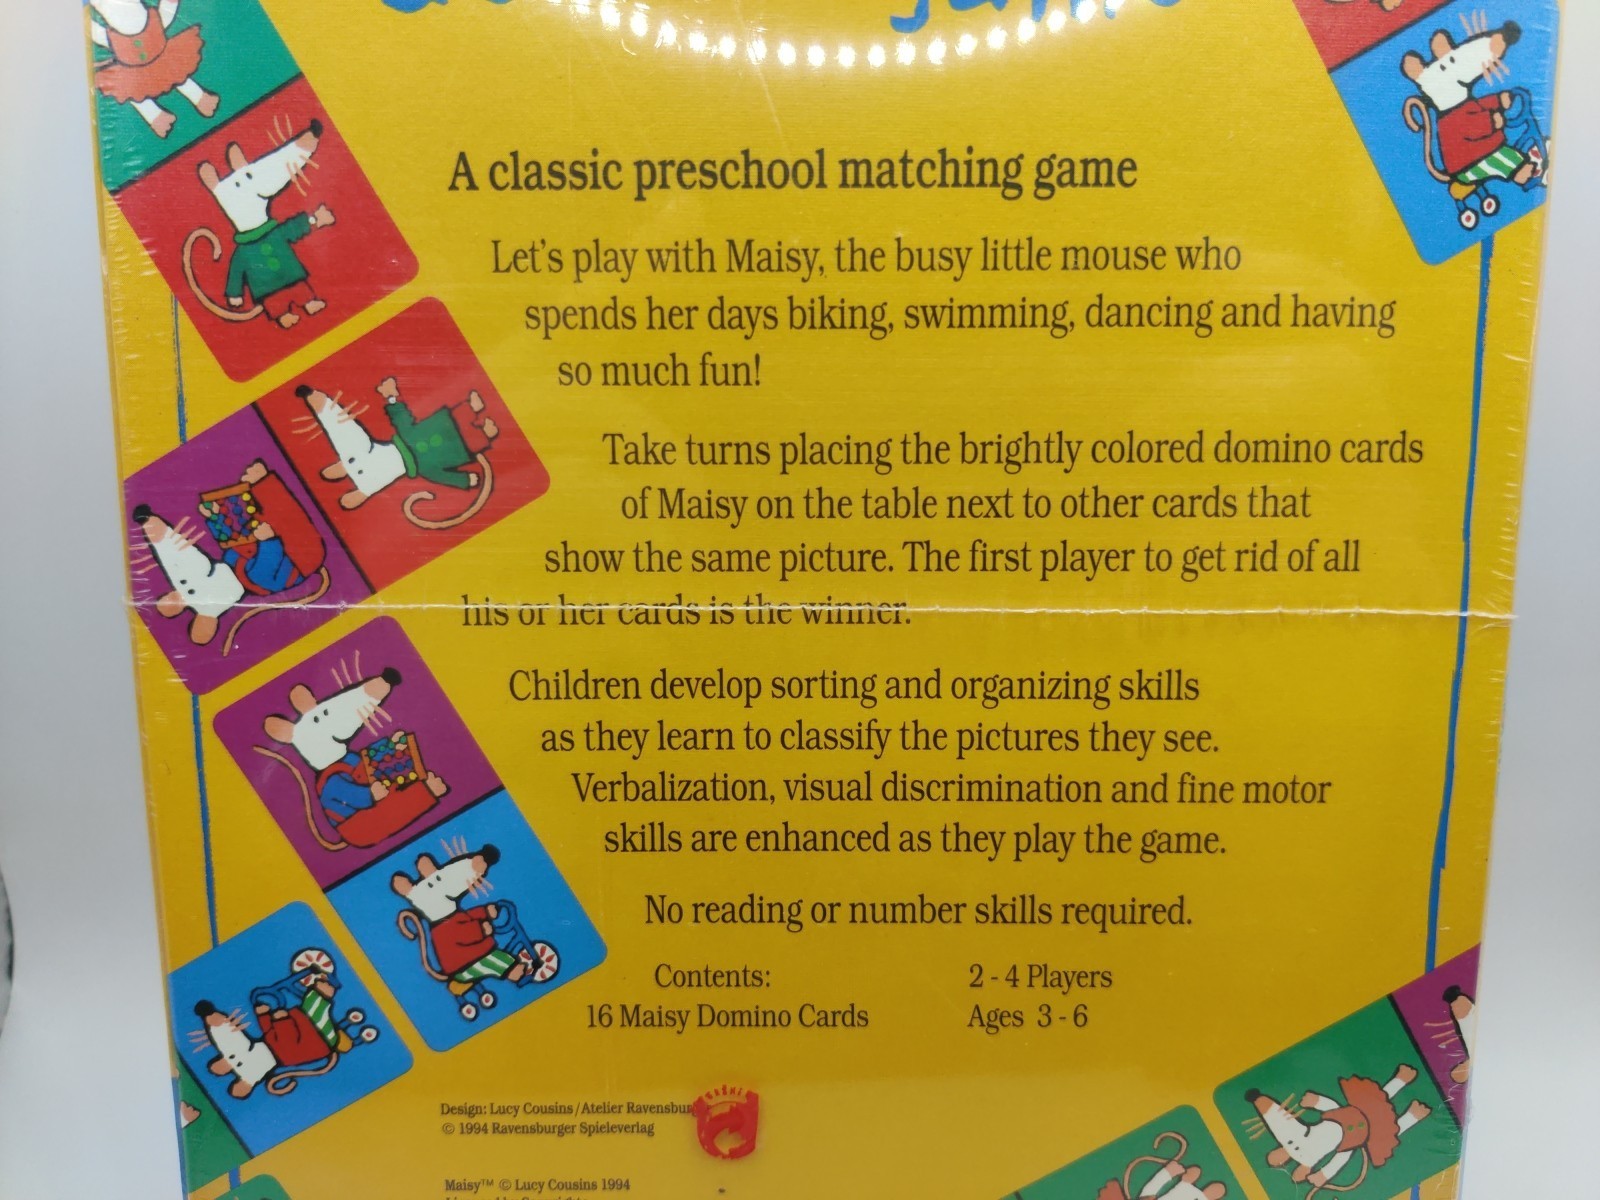 A classic preschool matching game
Let's play with Maisy, the busy little mouse who
spends her days biking, swimming, dancing and having
so much fun!
Take turns placing the brightly colored domino cards
of Maisy on the table next to other cards that
show the same picture. The first player to get rid of all
his or her cards is the winner.
Children develop sorting and organizing skills
as they learn to classify the pictures they see.
Verbalization, visual discrimination and fine motor
skills are enhanced as they play the game.
No reading or number skills required.
Contents:
16 Maisy Domino Cards
2 - 4 Players
Ages 3 - 6
Design: Lucy Cousins / Atelier
© 1994 Ravensburger Spieleverlag
Maisy™ © Lucy Cousins 1994